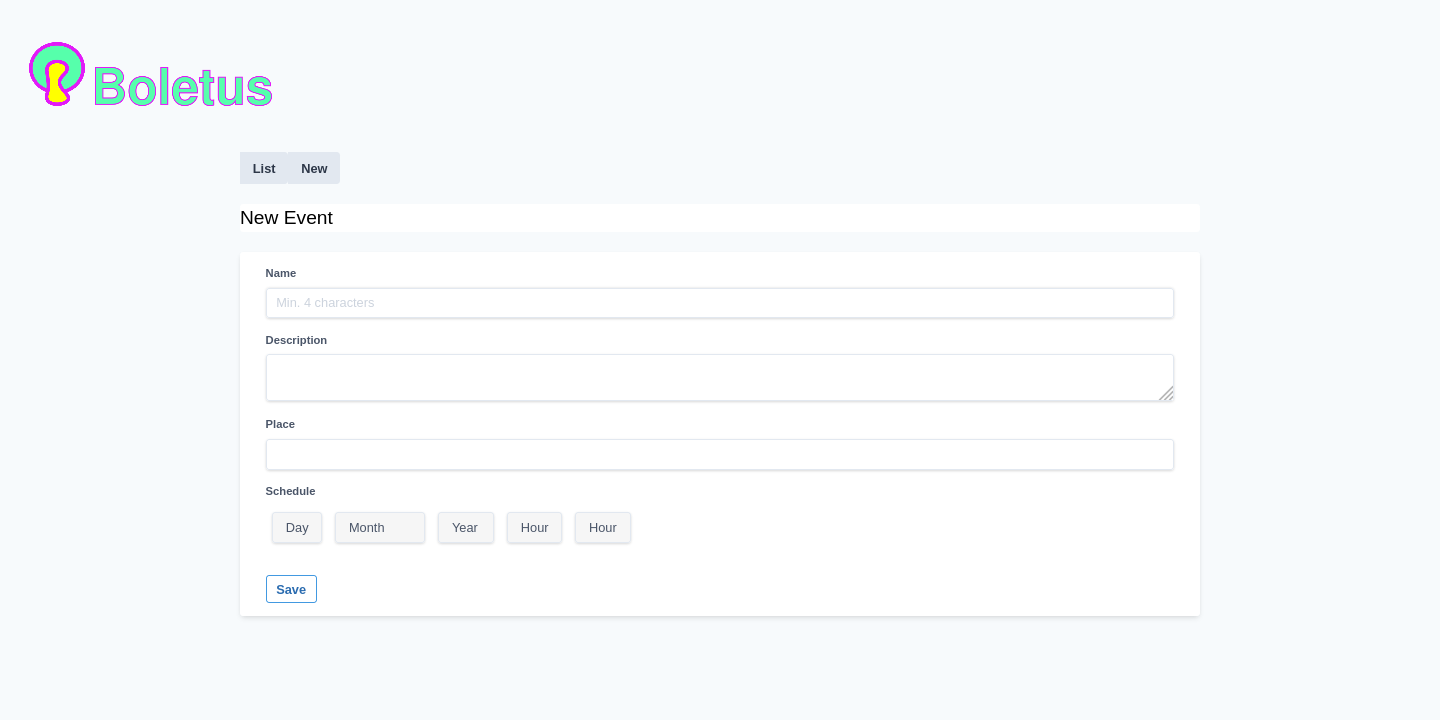 Boletus
List New
New Event
Name
Min. 4 characters
Description
Place
Schedule
Day Month Year Hour Hour
Save